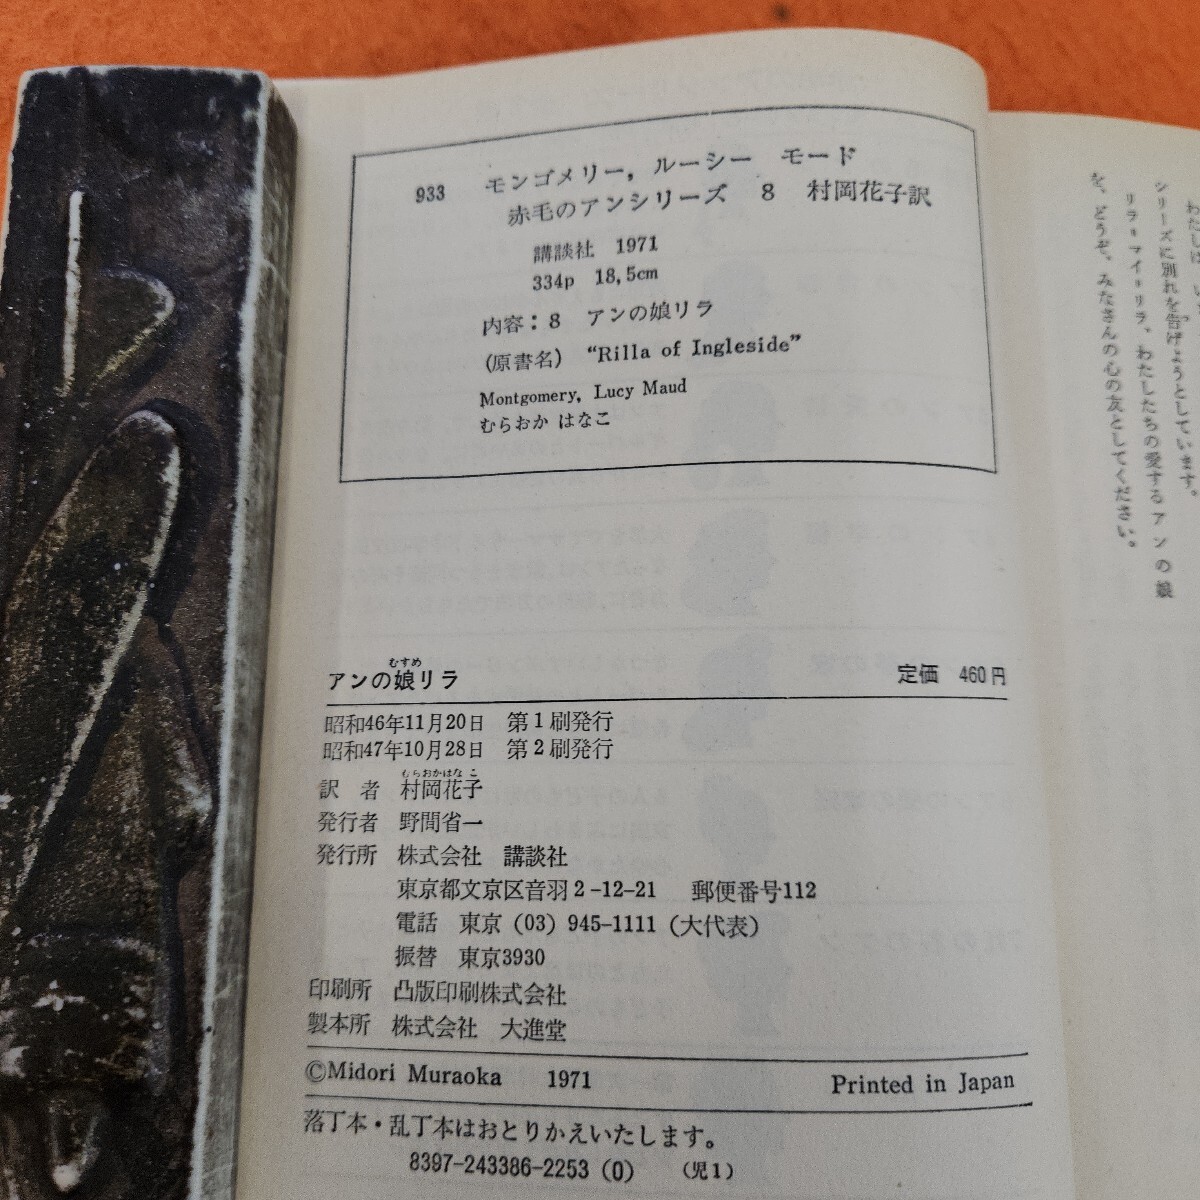 933 モンゴメリー，ルーシー　モード
赤毛のアンシリーズ　8　村岡花子訳
講談社　1971
334p　18,5cm
内容：8　アンの娘リラ
（原書名）　“Rilla of Ingleside”
Montgomery, Lucy Maud
むらおか はなこ
むすめ
アンの娘リラ　定価　460円
昭和46年11月20日　第1刷発行
昭和47年10月28日　第2刷発行
むらおかはなこ
訳　者　村岡花子
発行者　野間省一
発行所　株式会社　講談社
東京都文京区音羽2-12-21　郵便番号112
電話　東京（03）945-1111（大代表）
振替　東京3930
印刷所　凸版印刷株式会社
製本所　株式会社　大進堂
©Midori Muraoka　1971　Printed in Japan
落丁本・乱丁本はおとりかえいたします。
8397-243386-2253（0）　（児1）
わたしは
シリーズに別れを告げようとしています。
リラ＝マイ＝リラ、わたしたちの愛するアンの娘
を、どうぞ、みなさんの心の友としてください。